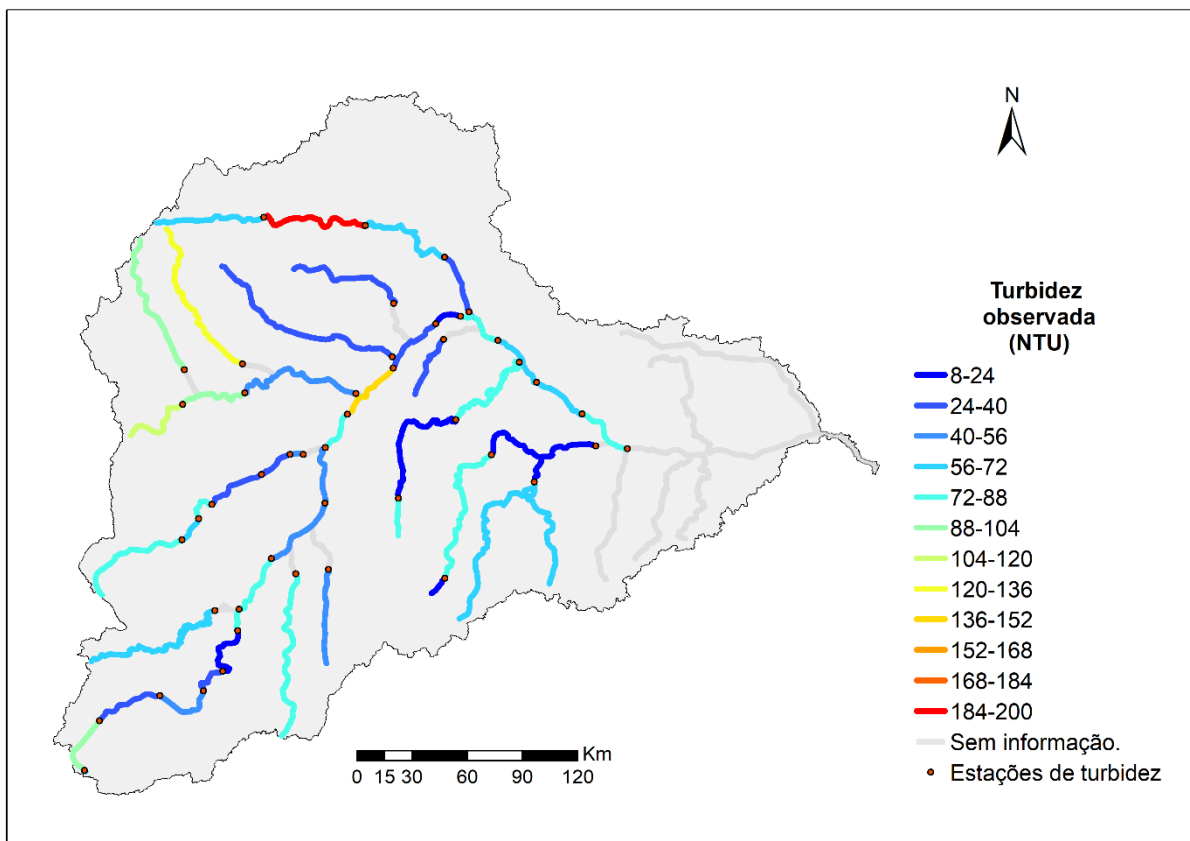 N
Turbidez
observada
(NTU)
8-24
24-40
40-56
56-72
72-88
88-104
104-120
120-136
136-152
152-168
168-184
184-200
Sem informação.
Estações de turbidez
Km
0 15 30 60 90 120